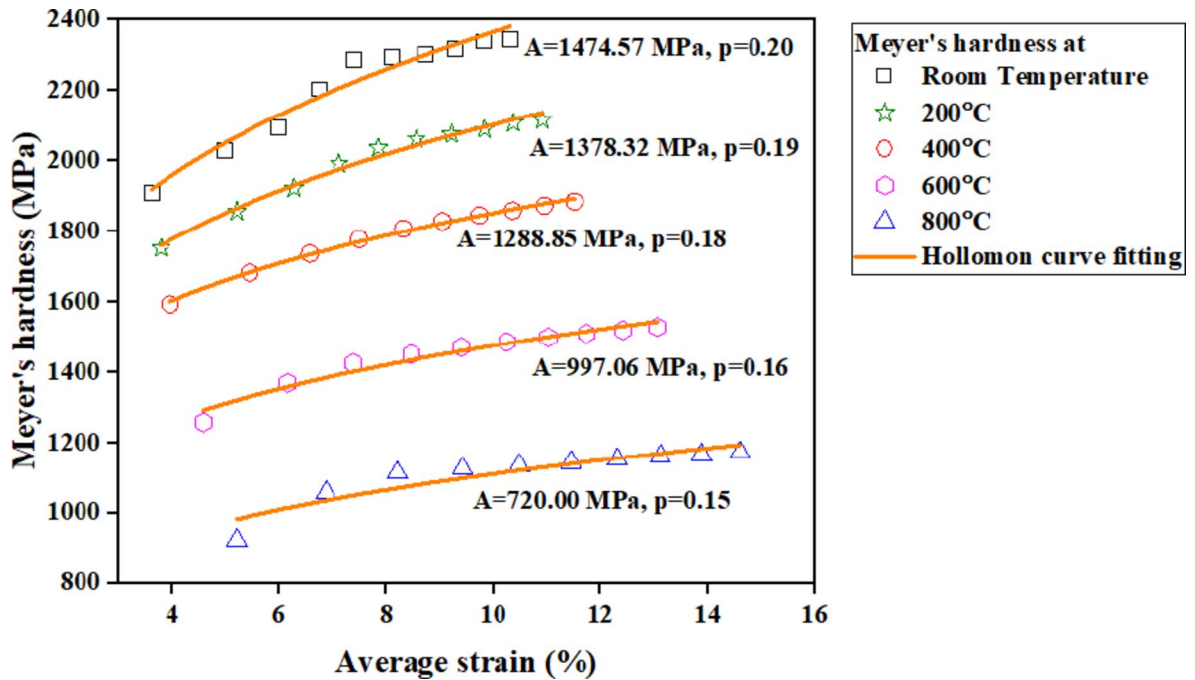 2400
2200
2000
1800
1600
1400
1200
1000
800
Meyer's hardness (MPa)
A=1474.57 MPa, p=0.20
A=1378.32 MPa, p=0.19
A=1288.85 MPa, p=0.18
A=997.06 MPa, p=0.16
A=720.00 MPa, p=0.15
4 6 8 10 12 14 16
Average strain (%)
Meyer's hardness at
Room Temperature
200°C
400°C
600°C
800°C
Hollomon curve fitting